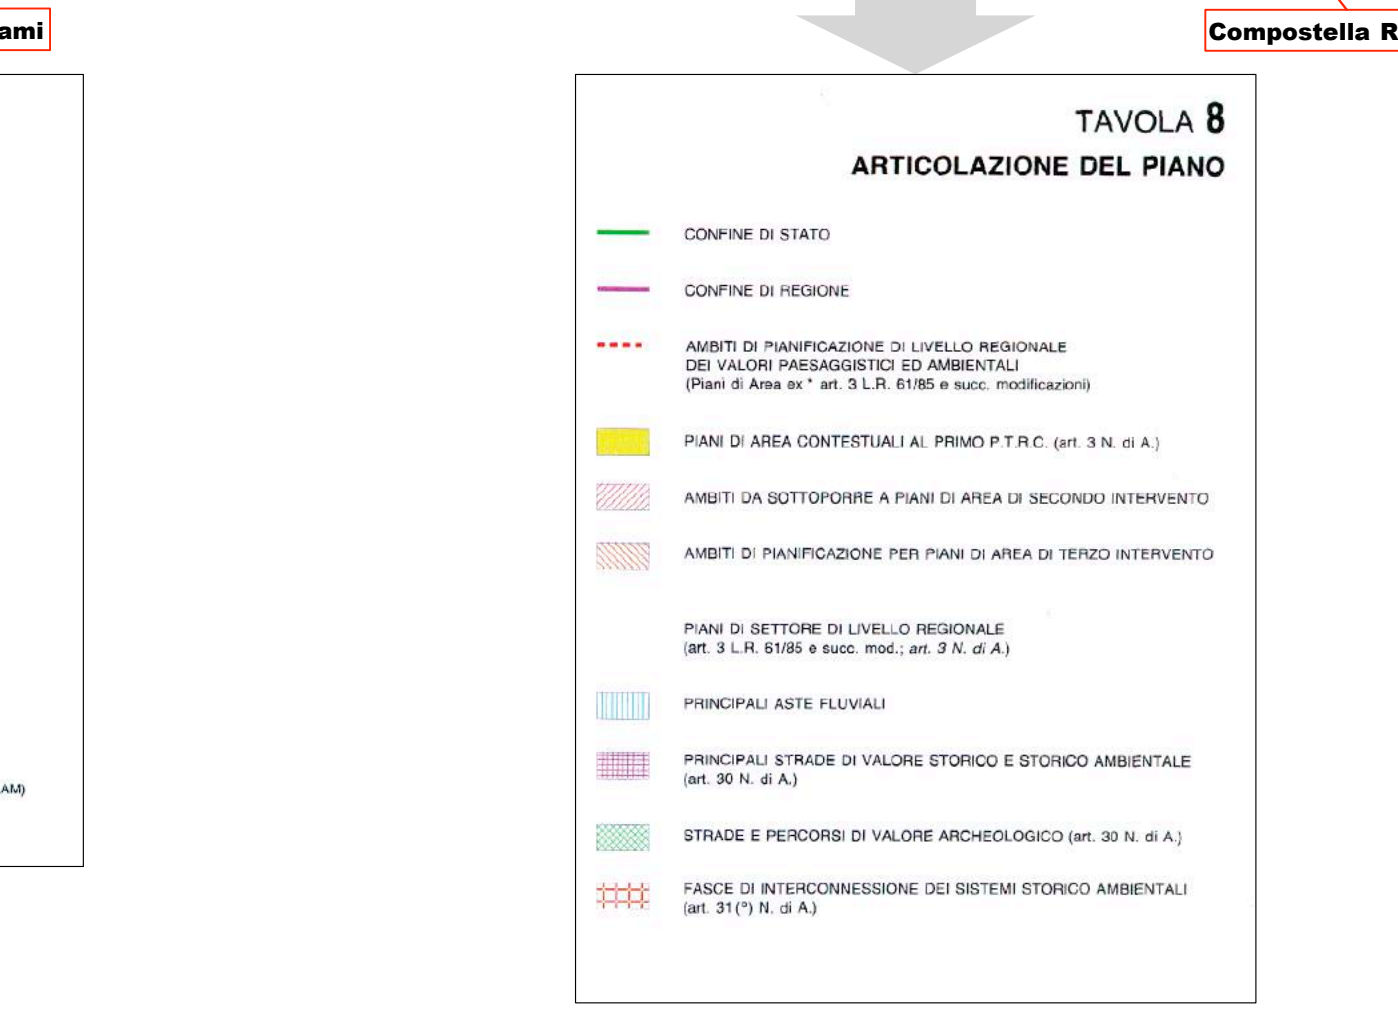 ami
Compostella R
TAVOLA 8
ARTICOLAZIONE DEL PIANO
CONFINE DI STATO
CONFINE DI REGIONE
AMBITI DI PIANIFICAZIONE DI LIVELLO REGIONALE
DEI VALORI PAESAGGISTICI ED AMBIENTALI
(Piani di Area ex * art. 3 L.R. 61/85 e succ. modificazioni)
PIANI DI AREA CONTESTUALI AL PRIMO P.T.R.C. (art. 3 N. di A.)
AMBITI DA SOTTOPORRE A PIANI DI AREA DI SECONDO INTERVENTO
AMBITI DI PIANIFICAZIONE PER PIANI DI AREA DI TERZO INTERVENTO
PIANI DI SETTORE DI LIVELLO REGIONALE
(art. 3 L.R. 61/85 e succ. mod.; art. 3 N. di A.)
PRINCIPALI ASTE FLUVIALI
PRINCIPALI STRADE DI VALORE STORICO E STORICO AMBIENTALE
(art. 30 N. di A.)
AM)
STRADE E PERCORSI DI VALORE ARCHEOLOGICO (art. 30 N. di A.)
FASCE DI INTERCONNESSIONE DEI SISTEMI STORICO AMBIENTALI
(art. 31(°) N. di A.)